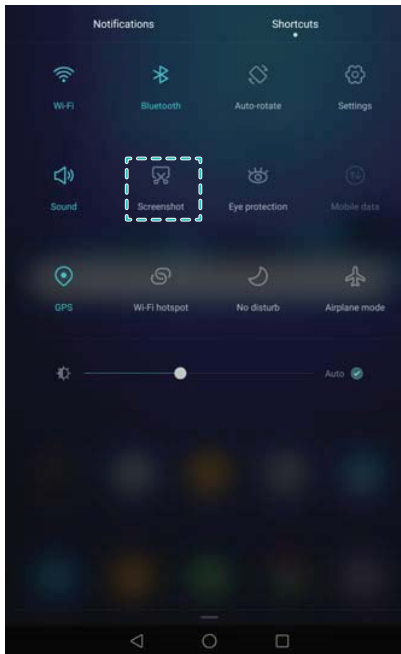 Notifications Shortcuts
Wi-Fi Bluetooth Auto-rotate Settings
Sound Screenshot Eye protection Mobile data
GPS Wi-Fi hotspot No disturb Airplane mode
Auto